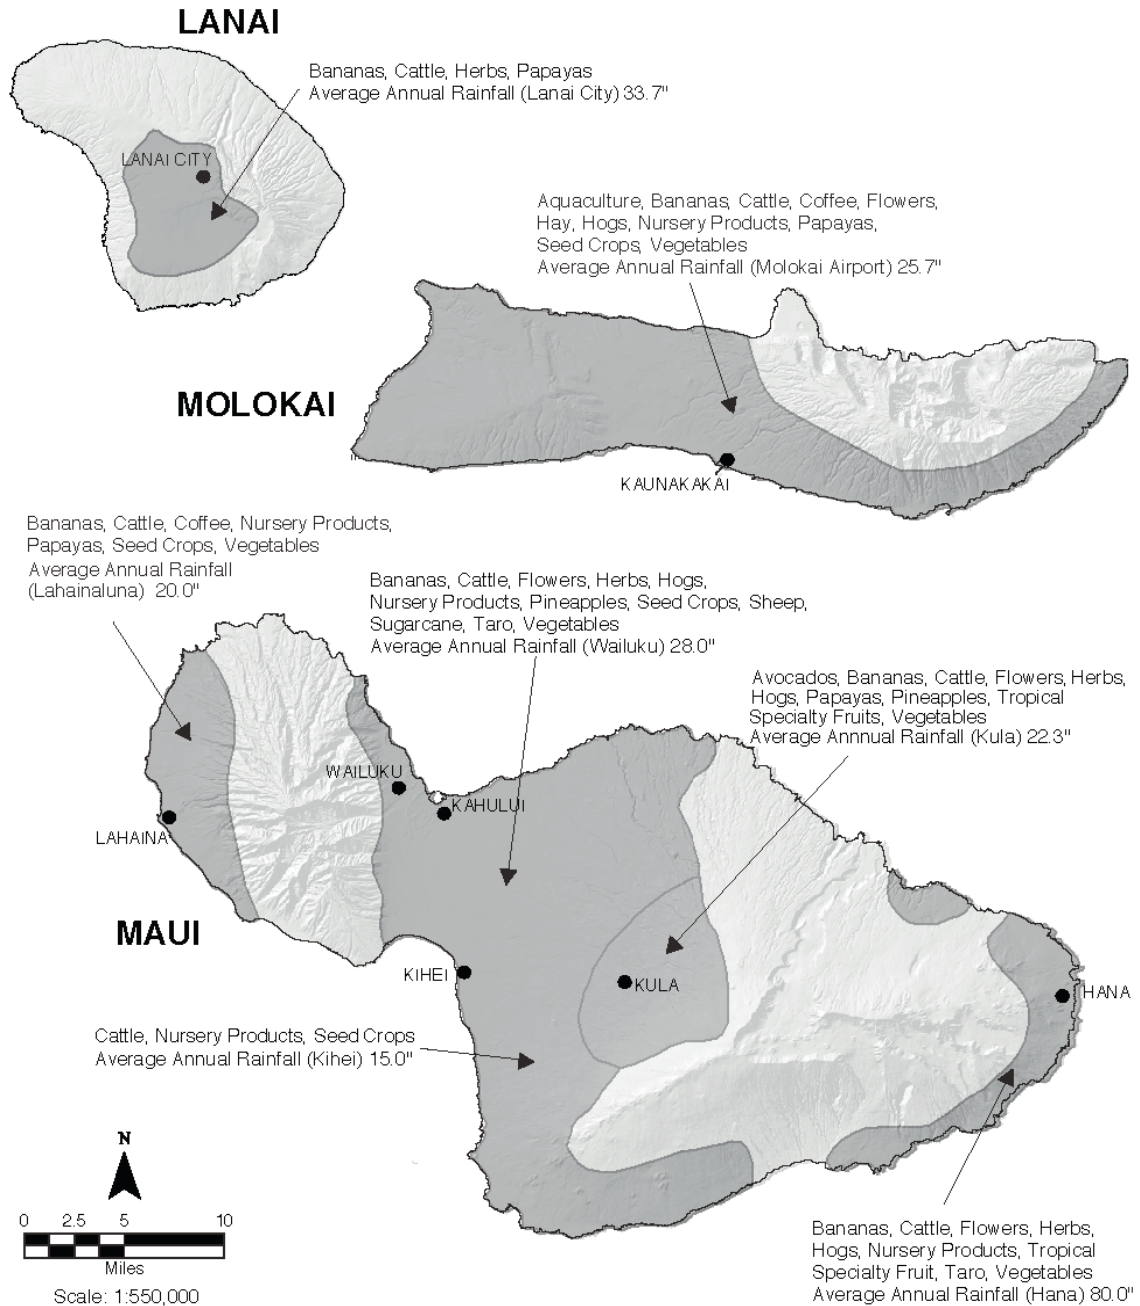 LANAI
Bananas, Cattle, Herbs, Papayas
Average Annual Rainfall (Lanai City) 33.7"
LANAI CITY
Aquaculture, Bananas, Cattle, Coffee, Flowers,
Hay, Hogs, Nursery Products, Papayas,
Seed Crops, Vegetables
Average Annual Rainfall (Molokai Airport) 25.7"
MOLOKAI
KAUNAKAKAI
Bananas, Cattle, Coffee, Nursery Products,
Papayas, Seed Crops, Vegetables
Average Annual Rainfall
(Lahainaluna) 20.0"
Bananas, Cattle, Flowers, Herbs, Hogs,
Nursery Products, Pineapples, Seed Crops, Sheep,
Sugarcane, Taro, Vegetables
Average Annual Rainfall (Wailuku) 28.0"
Avocados, Bananas, Cattle, Flowers, Herbs,
Hogs, Papayas, Pineapples, Tropical
Specialty Fruits, Vegetables
Average Annnual Rainfall (Kula) 22.3"
WAILUKU
KAHULUI
LAHAINA
MAUI
KIHEI
KULA
HANA
Cattle, Nursery Products, Seed Crops
Average Annual Rainfall (Kihei) 15.0"
N
0 2.5 5 10
Miles
Scale: 1:550,000
Bananas, Cattle, Flowers, Herbs,
Hogs, Nursery Products, Tropical
Specialty Fruit, Taro, Vegetables
Average Annual Rainfall (Hana) 80.0"